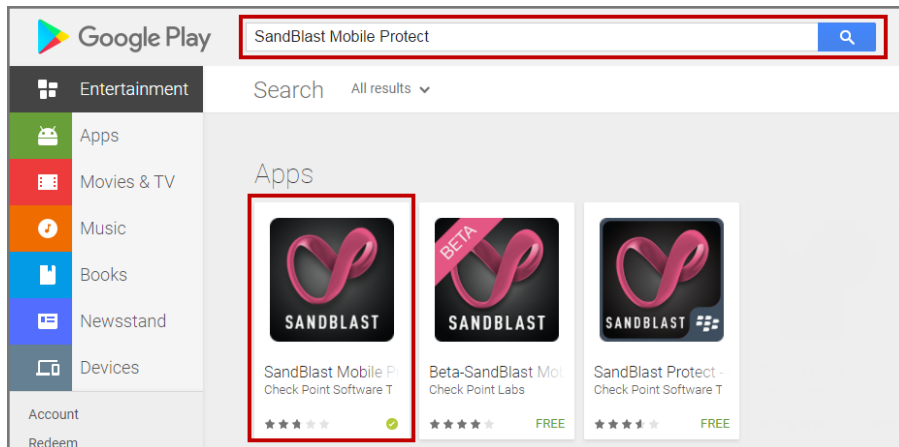 Google Play
SandBlast Mobile Protect
Entertainment
Search
All results
Apps
Movies & TV
Music
Books
Newsstand
Devices
Account
Redeem
Apps
SANDBLAST
SandBlast Mobile P
Check Point Software T
BETA
SANDBLAST
Beta-SandBlast Mo
Check Point Labs
FREE
SANDBLAST
SandBlast Protect -
Check Point Software T
FREE